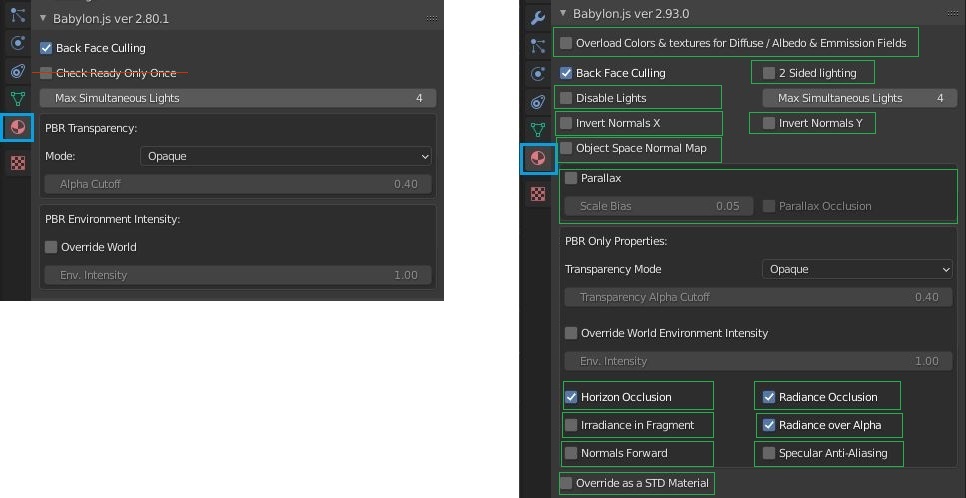 Babylon.js ver 2.80.1
Back Face Culling
Check Ready Only Once
Max Simultaneous Lights 4
PBR Transparency:
Mode: Opaque
Alpha Cutoff 0.40
PBR Environment Intensity:
Override World
Env. Intensity 1.00
Babylon.js ver 2.93.0
Overload Colors & textures for Diffuse / Albedo & Emmission Fields
Back Face Culling 2 Sided lighting
Disable Lights Max Simultaneous Lights 4
Invert Normals X Invert Normals Y
Object Space Normal Map
Parallax
Scale Bias 0.05 Parallax Occlusion
PBR Only Properties:
Transparency Mode Opaque
Transparency Alpha Cutoff 0.40
Override World Environment Intensity
Env. Intensity 1.00
Horizon Occlusion Radiance Occlusion
Irradiance in Fragment Radiance over Alpha
Normals Forward Specular Anti-Aliasing
Override as a STD Material